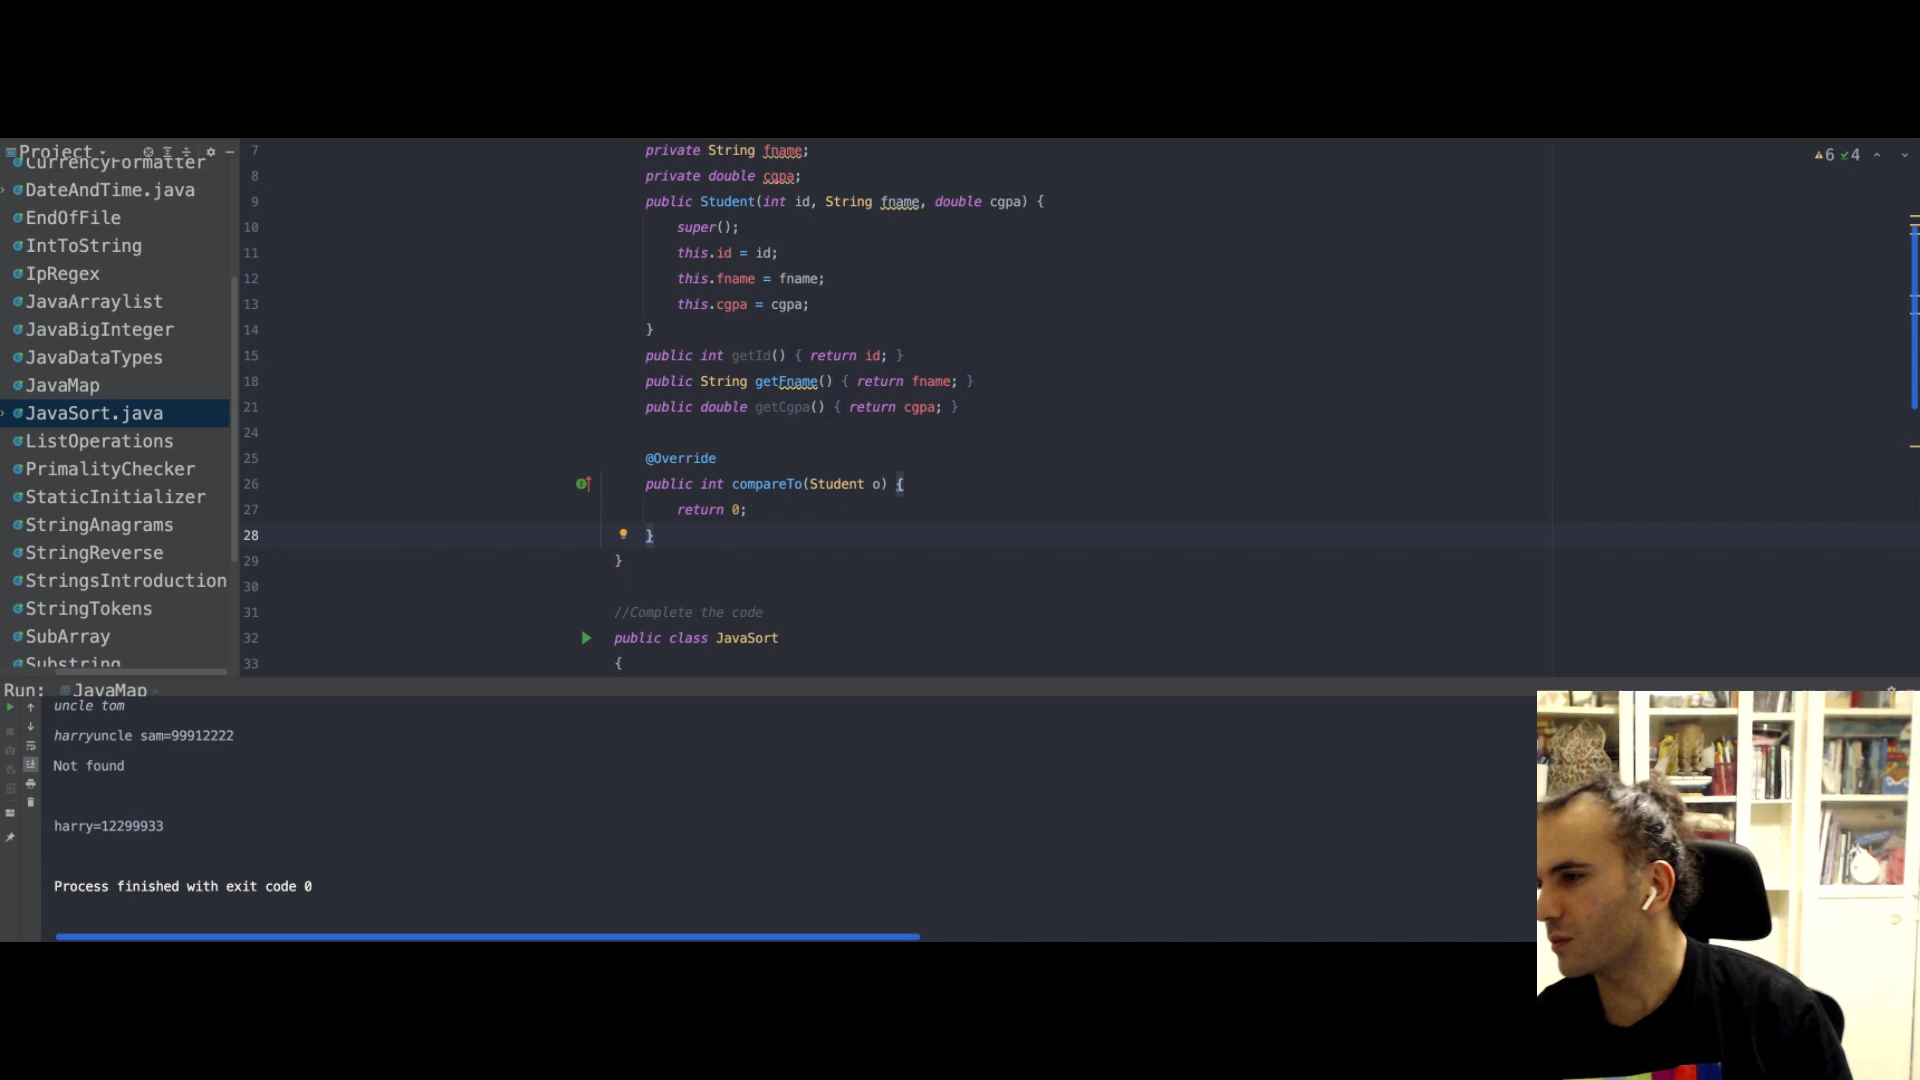 Project
CurrencyFormatter
DateAndTime.java
EndOfFile
IntToString
IpRegex
JavaArraylist
JavaBigInteger
JavaDataTypes
JavaMap
JavaSort.java
ListOperations
PrimalityChecker
StaticInitializer
StringAnagrams
StringReverse
StringsIntroduction
StringTokens
SubArray
Substring
6 4
7 private String fname;
8 private double cgpa;
9 public Student(int id, String fname, double cgpa) {
10 super();
11 this.id = id;
12 this.fname = fname;
13 this.cgpa = cgpa;
14 }
15 public int getId() { return id; }
18 public String getFname() { return fname; }
21 public double getCgpa() { return cgpa; }
24
25 @Override
26 public int compareTo(Student o) {
27 return 0;
28 }
29 }
30
31 //Complete the code
32 public class JavaSort
33 {
Run: JavaMap
uncle tom
harryuncle sam=99912222
Not found
harry=12299933
Process finished with exit code 0